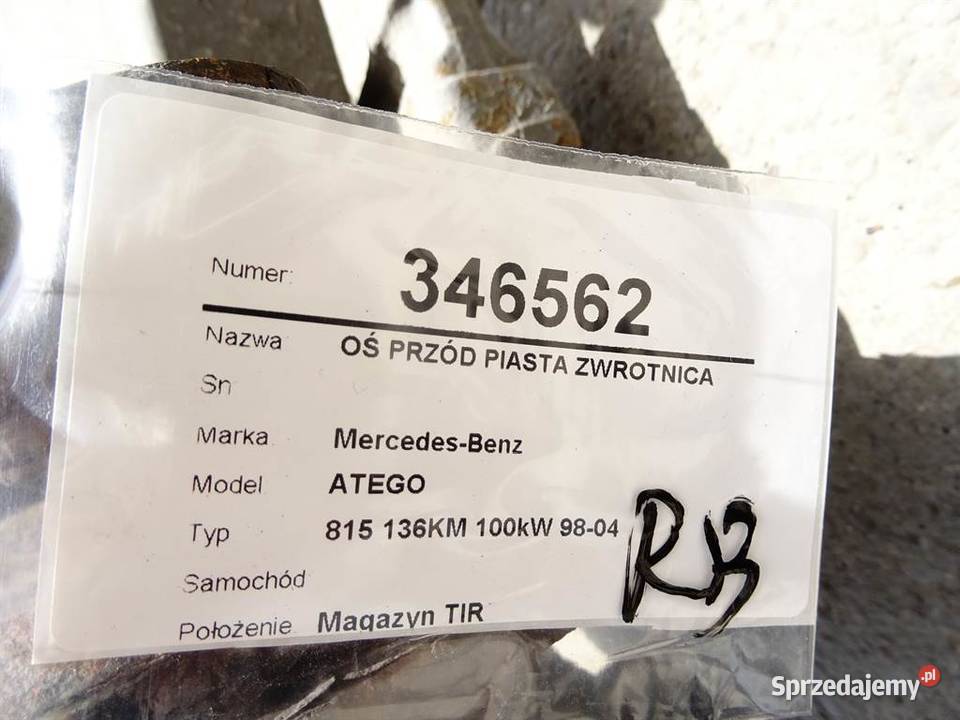 Numer: 346562
Nazwa OŚ PRZÓD PIASTA ZWROTNICA
Sn
Marka Mercedes-Benz
Model ATEGO
Typ 815 136KM 100kW 98-04
Samochód
Położenie Magazyn TIR
Sprzedajemy.pl